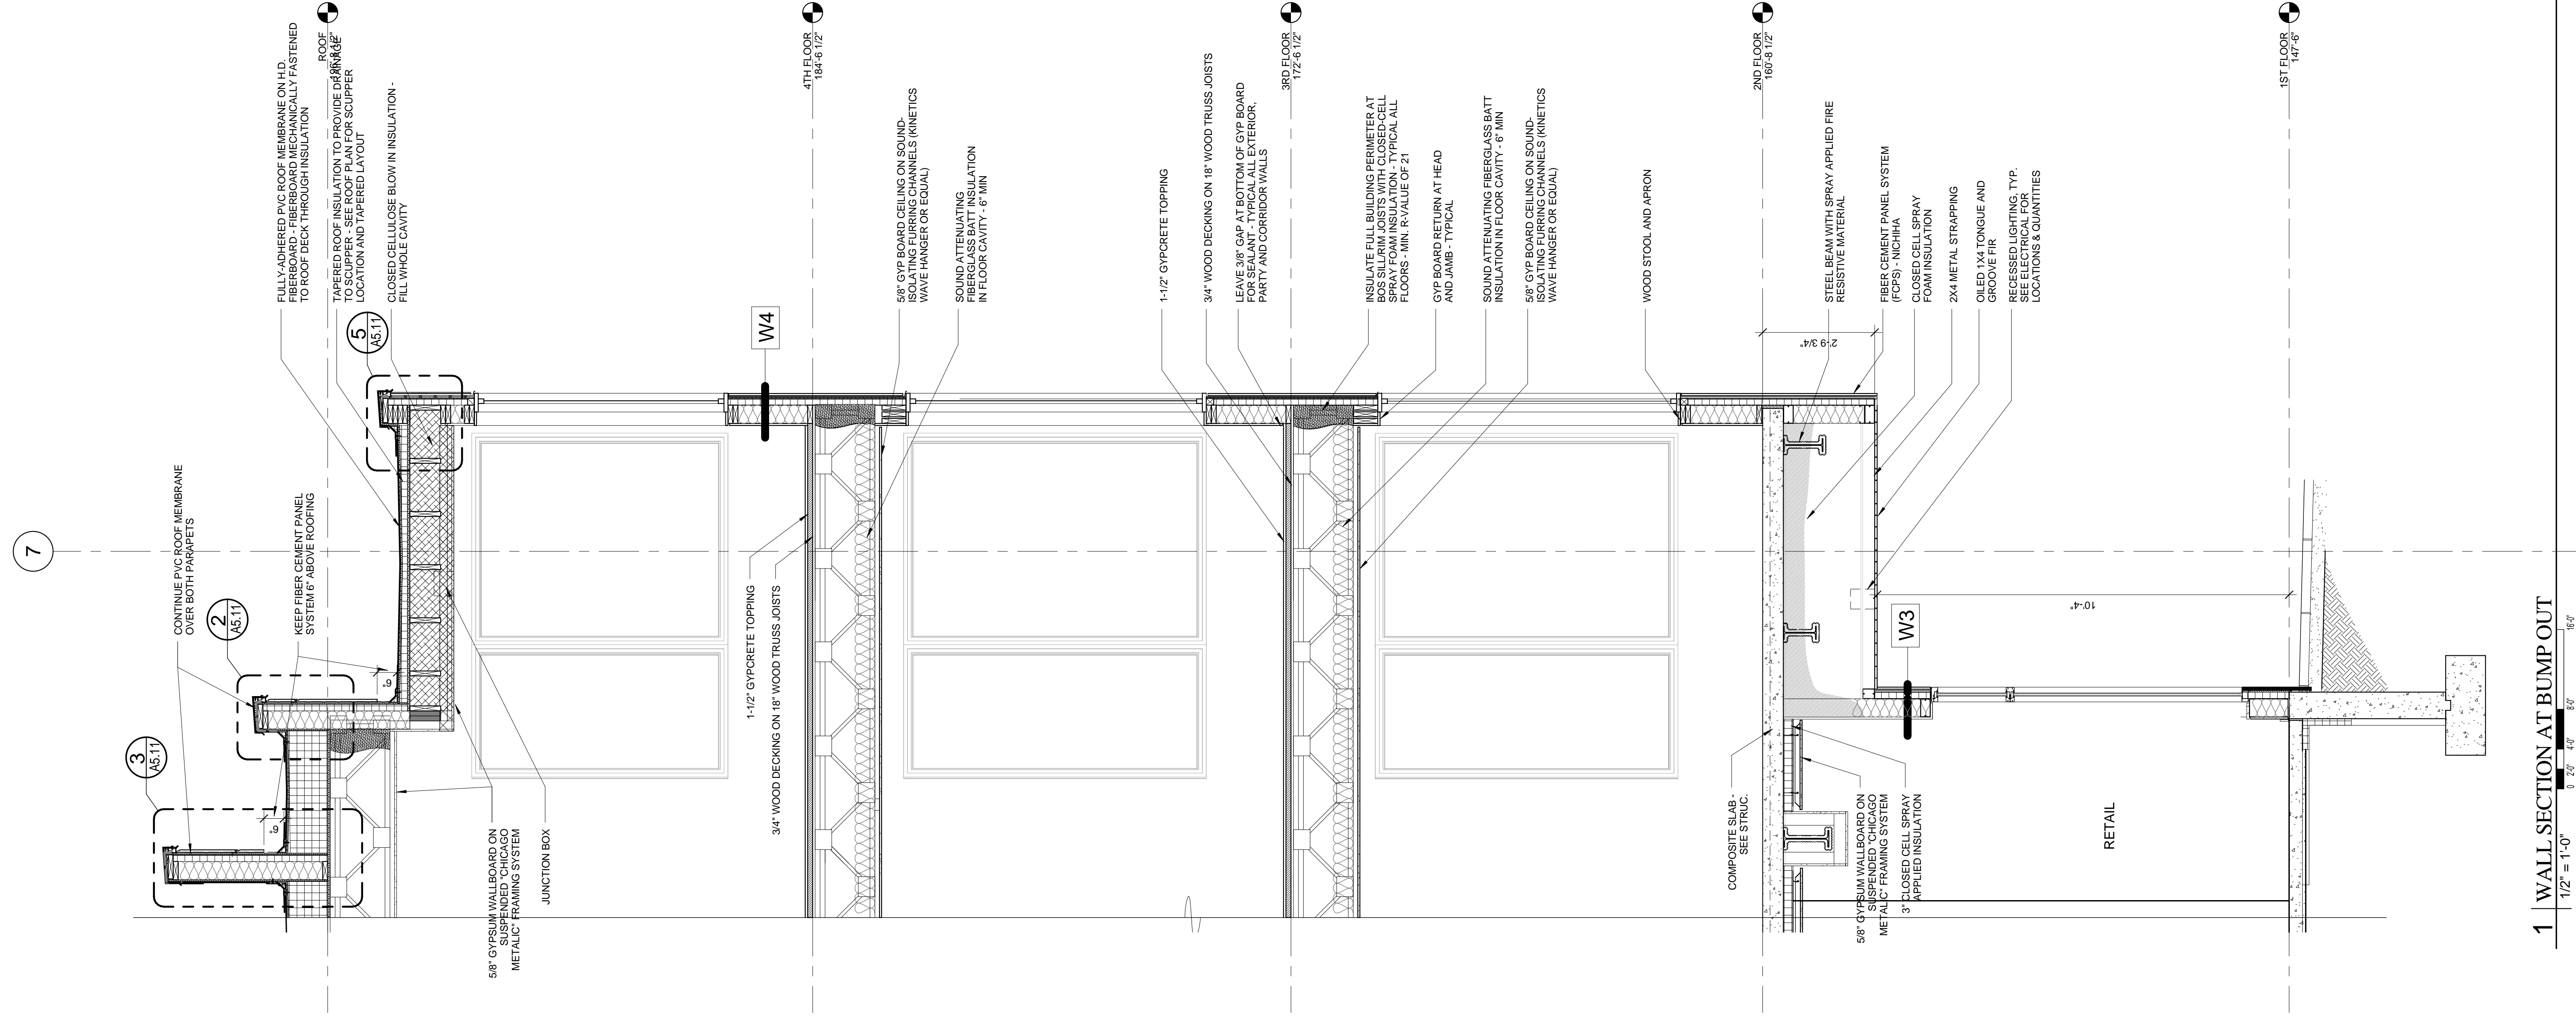 7
CONTINUE PVC ROOF MEMBRANE
OVER BOTH PARAPETS
2
A5.11
KEEP FIBER CEMENT PANEL
SYSTEM 6" ABOVE ROOFING
3
A5.11
6"
6"
5
A5.11
FULLY-ADHERED PVC ROOF MEMBRANE ON H.D.
FIBERBOARD - FIBERBOARD MECHANICALLY FASTENED
TO ROOF DECK THROUGH INSULATION
ROOF
TAPERED ROOF INSULATION TO PROVIDE DRAINAGE
TO SCUPPER - SEE ROOF PLAN FOR SCUPPER
LOCATION AND TAPERED LAYOUT
CLOSED CELLULOSE BLOW IN INSULATION -
FILL WHOLE CAVITY
5/8" GYPSUM WALLBOARD ON
SUSPENDED "CHICAGO
METALIC" FRAMING SYSTEM
JUNCTION BOX
W4
4TH FLOOR
184'-6 1/2"
1-1/2" GYPCRETE TOPPING
3/4" WOOD DECKING ON 18" WOOD TRUSS JOISTS
5/8" GYP BOARD CEILING ON SOUND-
ISOLATING FURRING CHANNELS (KINETICS
WAVE HANGER OR EQUAL)
SOUND ATTENUATING
FIBERGLASS BATT INSULATION
IN FLOOR CAVITY - 6" MIN
1-1/2" GYPCRETE TOPPING
3/4" WOOD DECKING ON 18" WOOD TRUSS JOISTS
LEAVE 3/8" GAP AT BOTTOM OF GYP BOARD
FOR SEALANT - TYPICAL ALL EXTERIOR,
PARTY AND CORRIDOR WALLS
3RD FLOOR
172'-6 1/2"
INSULATE FULL BUILDING PERIMETER AT
BOS SILL/RIM JOISTS WITH CLOSED-CELL
SPRAY FOAM INSULATION - TYPICAL ALL
FLOORS - MIN. R-VALUE OF 21
GYP BOARD RETURN AT HEAD
AND JAMB - TYPICAL
SOUND ATTENUATING FIBERGLASS BATT
INSULATION IN FLOOR CAVITY - 6" MIN
5/8" GYP BOARD CEILING ON SOUND-
ISOLATING FURRING CHANNELS (KINETICS
WAVE HANGER OR EQUAL)
WOOD STOOL AND APRON
2ND FLOOR
160'-8 1/2"
2'-9 3/4"
STEEL BEAM WITH SPRAY APPLIED FIRE
RESISTIVE MATERIAL
FIBER CEMENT PANEL SYSTEM
(FCPS) - NICHIHA
CLOSED CELL SPRAY
FOAM INSULATION
2X4 METAL STRAPPING
OILED 1X4 TONGUE AND
GROOVE FIR
RECESSED LIGHTING, TYP.
SEE ELECTRICAL FOR
LOCATIONS & QUANTITIES
COMPOSITE SLAB -
SEE STRUC.
5/8" GYPSUM WALLBOARD ON
SUSPENDED "CHICAGO
METALIC" FRAMING SYSTEM
3" CLOSED CELL SPRAY
APPLIED INSULATION
W3
10'-4"
RETAIL
1ST FLOOR
147'-6"
1 WALL SECTION AT BUMP OUT
1/2" = 1'-0"
0 2'-0" 4'-0" 8'-0" 16'-0"